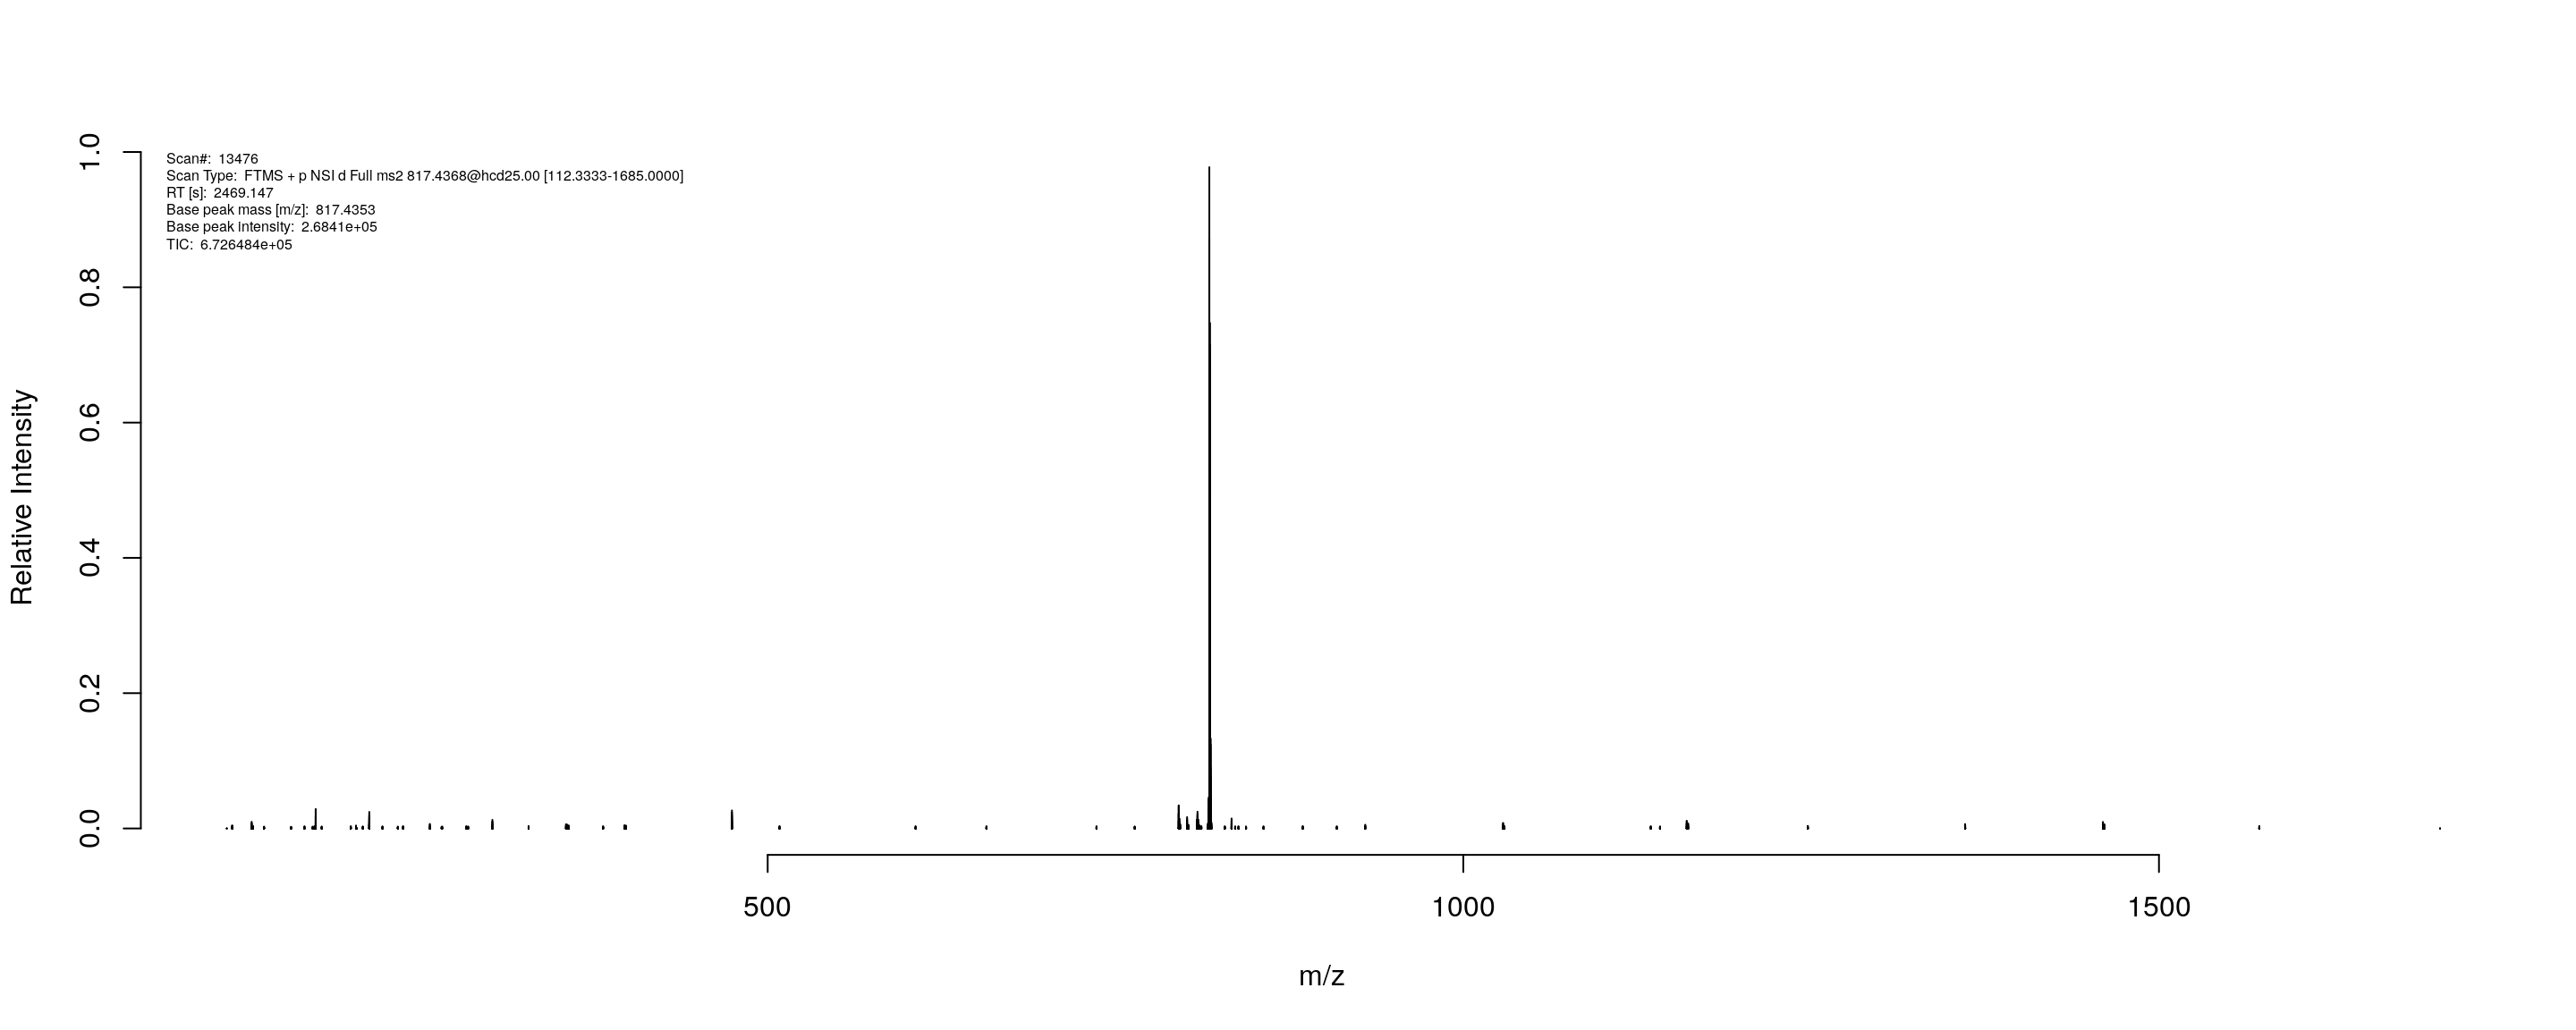 Scan#: 13476
Scan Type: FTMS + p NSI d Full ms2 817.4368@hcd25.00 [112.3333-1685.0000]
RT [s]: 2469.147
Base peak mass [m/z]: 817.4353
Base peak intensity: 2.6841e+05
TIC: 6.726484e+05
1.0
0.8
0.6
0.4
0.2
0.0
Relative Intensity
500 1000 1500
m/z